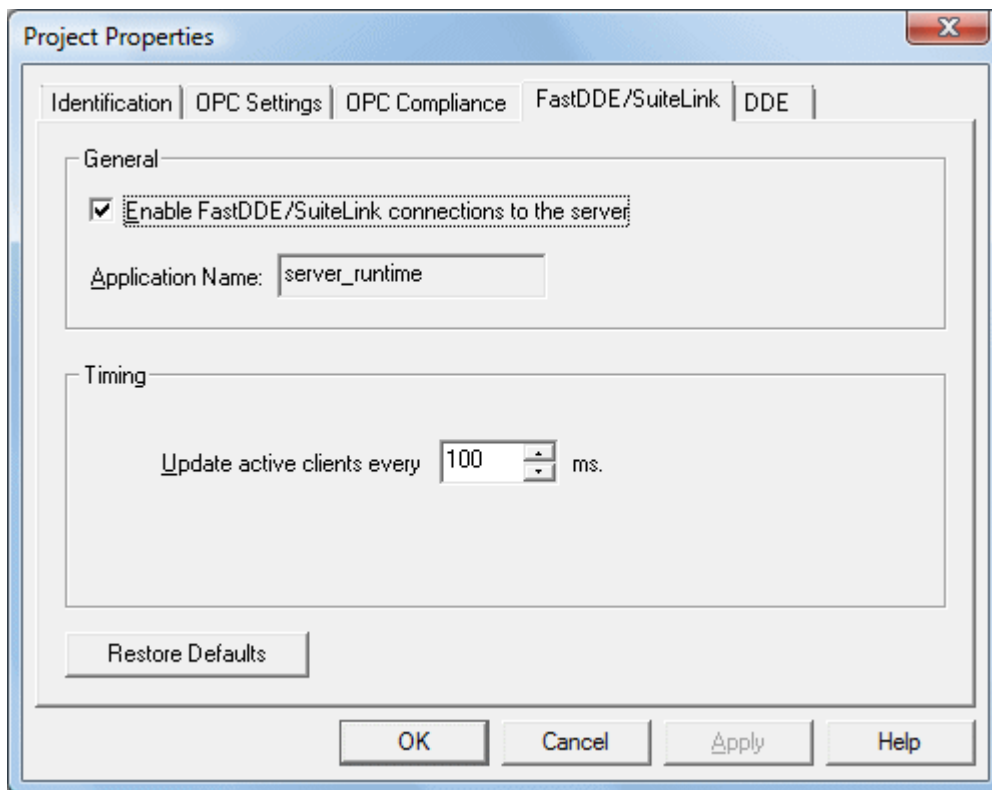 Project Properties
Identification OPC Settings OPC Compliance FastDDE/SuiteLink DDE
General
Enable FastDDE/SuiteLink connections to the server
Application Name: server_runtime
Timing
Update active clients every 100 ms.
Restore Defaults
OK Cancel Apply Help